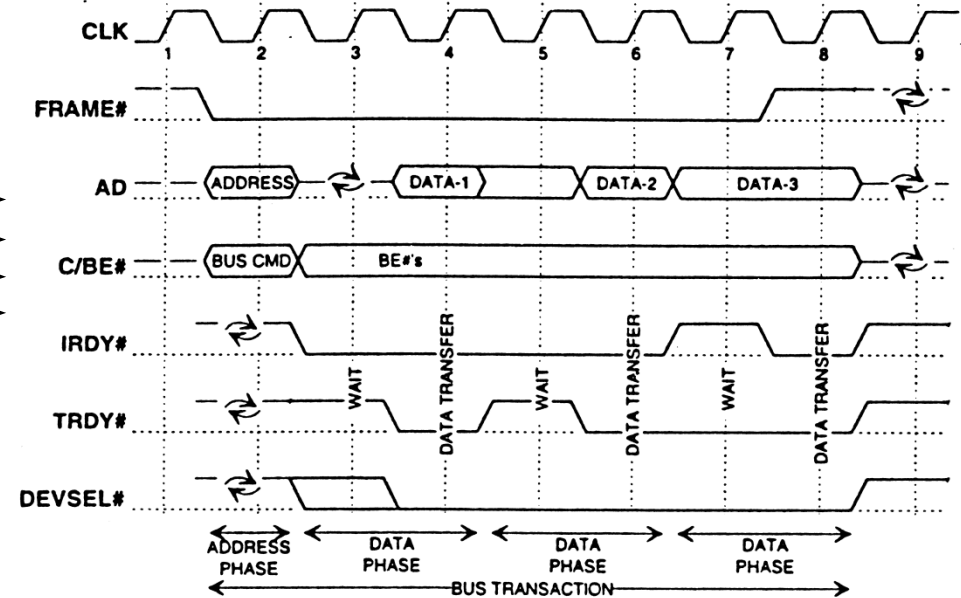 CLK
1 2 3 4 5 6 7 8 9
FRAME#
AD ADDRESS DATA-1 DATA-2 DATA-3
C/BE# BUS CMD BE#'s
IRDY#
WAIT
DATA TRANSFER
WAIT
DATA TRANSFER
WAIT
DATA TRANSFER
TRDY#
DEVSEL#
ADDRESS PHASE
DATA PHASE
DATA PHASE
DATA PHASE
BUS TRANSACTION